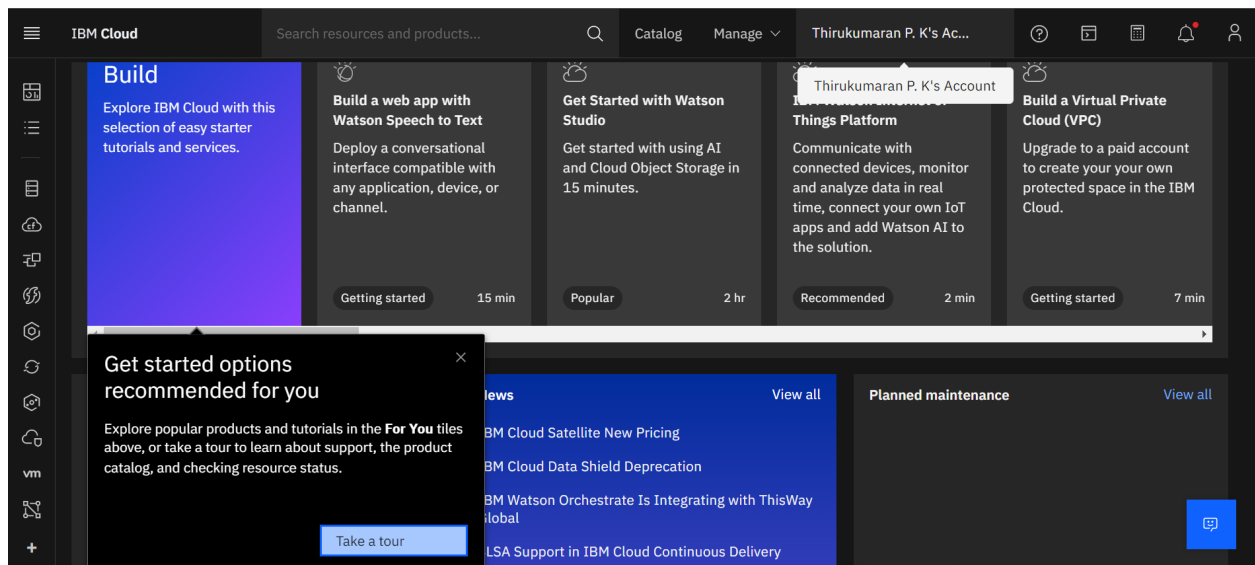 IBM Cloud
Search resources and products...
Catalog
Manage
Thirukumaran P. K's Ac...
Thirukumaran P. K's Account
Build
Explore IBM Cloud with this
selection of easy starter
tutorials and services.
Build a web app with
Watson Speech to Text
Deploy a conversational
interface compatible with
any application, device, or
channel.
Getting started
15 min
Get Started with Watson
Studio
Get started with using AI
and Cloud Object Storage in
15 minutes.
Popular
2 hr
Things Platform
Communicate with
connected devices, monitor
and analyze data in real
time, connect your own IoT
apps and add Watson AI to
the solution.
Recommended
2 min
Build a Virtual Private
Cloud (VPC)
Upgrade to a paid account
to create your your own
protected space in the IBM
Cloud.
Getting started
7 min
cf
vm
Get started options
recommended for you
Explore popular products and tutorials in the For You tiles
above, or take a tour to learn about support, the product
catalog, and checking resource status.
Take a tour
ews
View all
BM Cloud Satellite New Pricing
BM Cloud Data Shield Deprecation
BM Watson Orchestrate Is Integrating with ThisWay
lobal
LSA Support in IBM Cloud Continuous Delivery
Planned maintenance
View all